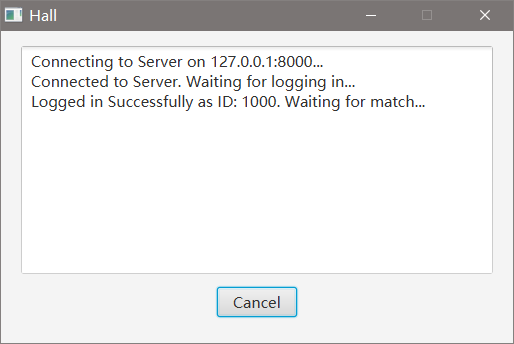 Hall
Connecting to Server on 127.0.0.1:8000...
Connected to Server. Waiting for logging in...
Logged in Successfully as ID: 1000. Waiting for match...
Cancel